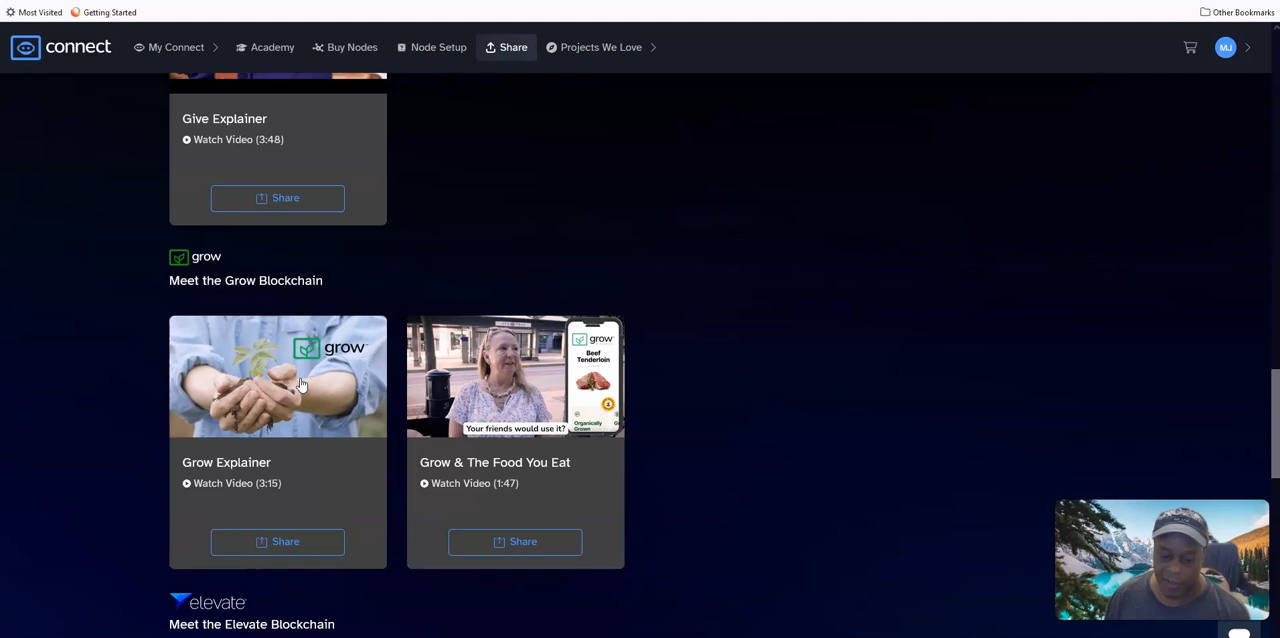 Most Visited
Getting Started
Other Bookmarks
connect
My Connect
Academy
Buy Nodes
Node Setup
Share
Projects We Love
MJ
Give Explainer
Watch Video (3:48)
Share
grow
Meet the Grow Blockchain
grow
grow
Beef
Tenderloin
Organically
Grown
Your friends would use it?
Grow Explainer
Watch Video (3:15)
Share
Grow & The Food You Eat
Watch Video (1:47)
Share
elevate
Meet the Elevate Blockchain